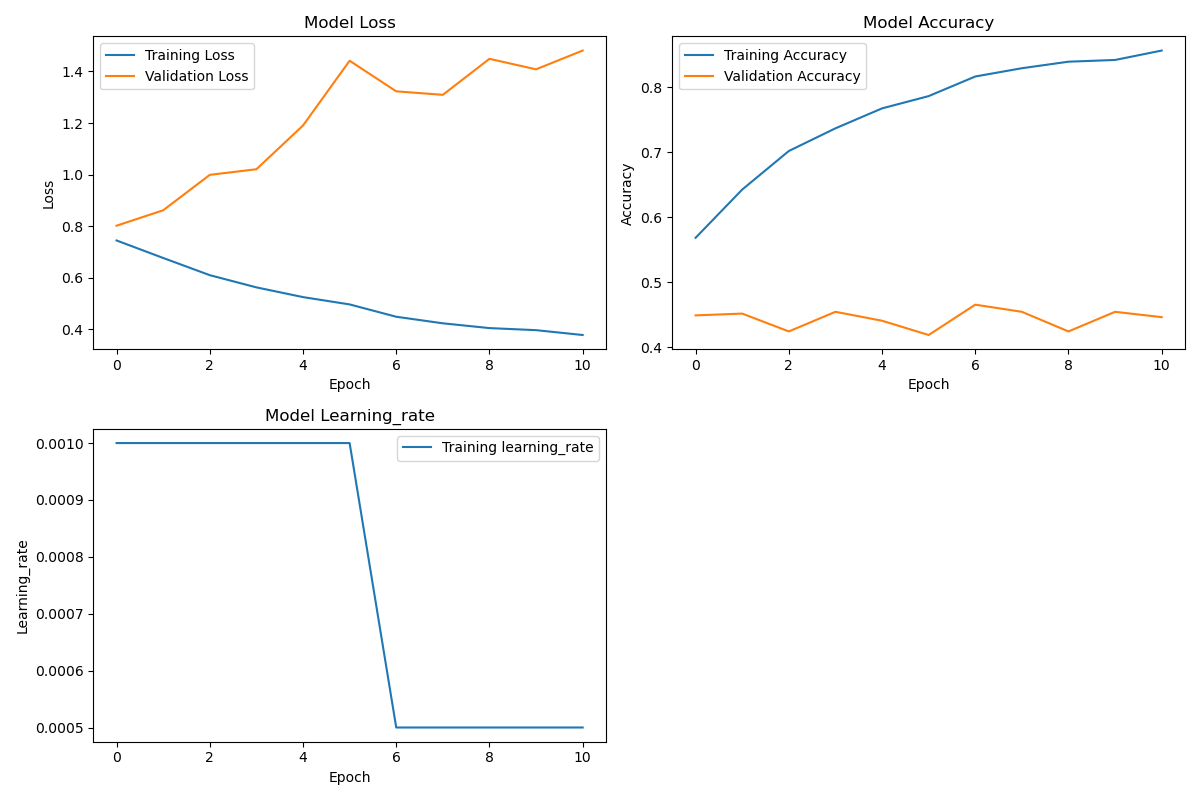 Model Loss
Training Loss
Validation Loss
1.4
1.2
1.0
0.8
0.6
0.4
Loss
0 2 4 6 8 10
Epoch
Model Accuracy
Training Accuracy
Validation Accuracy
0.8
0.7
0.6
0.5
0.4
Accuracy
0 2 4 6 8 10
Epoch
Model Learning_rate
Training learning_rate
0.0010
0.0009
0.0008
0.0007
0.0006
0.0005
Learning_rate
0 2 4 6 8 10
Epoch